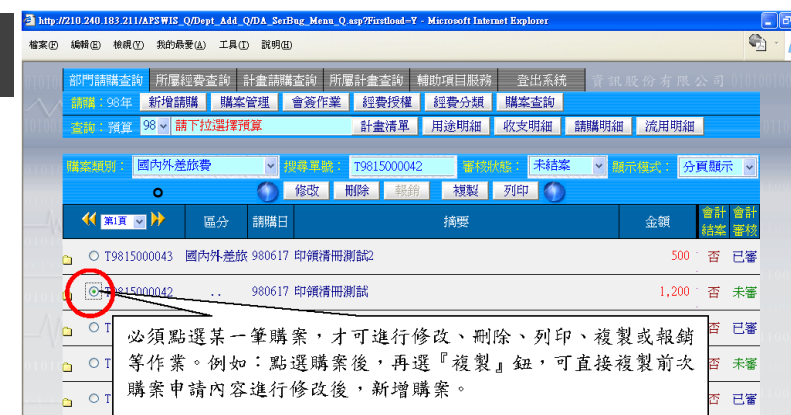 http://210.240.183.211/APSWIS_Q/Dept_Add_Q/DA_SerBug_Menu_Q.asp?Firstload=Y - Microsoft Internet Explorer
檔案(F) 編輯(E) 檢視(V) 我的最愛(A) 工具(T) 說明(H)
部門請購查詢 所屬經費查詢 計畫請購查詢 所屬計畫查詢 輔助項目服務 登出系統 資訊股份有限公司
請購：98年 新增請購 購案管理 會簽作業 經費授權 經費分類 購案查詢
查詢：預算 98 請下拉選擇預算 計畫清單 用途明細 收支明細 請購明細 流用明細
購案類別： 國內外差旅費 搜尋單號： T9815000042 審核狀態： 未結案 顯示模式： 分頁顯示
修改 刪除 報銷 複製 列印
第1頁 區分 請購日 摘要 金額 會計結案 會計審核
T9815000043 國內外差旅 980617 印領清冊測試2 500 否 已審
T9815000042 .. 980617 印領清冊測試 1,200 否 未審
T 否 已審
T 否 未審
T 否 已審
必須點選某一筆購案，才可進行修改、刪除、列印、複製或報銷
等作業。例如：點選購案後，再選『複製』鈕，可直接複製前次
購案申請內容進行修改後，新增購案。